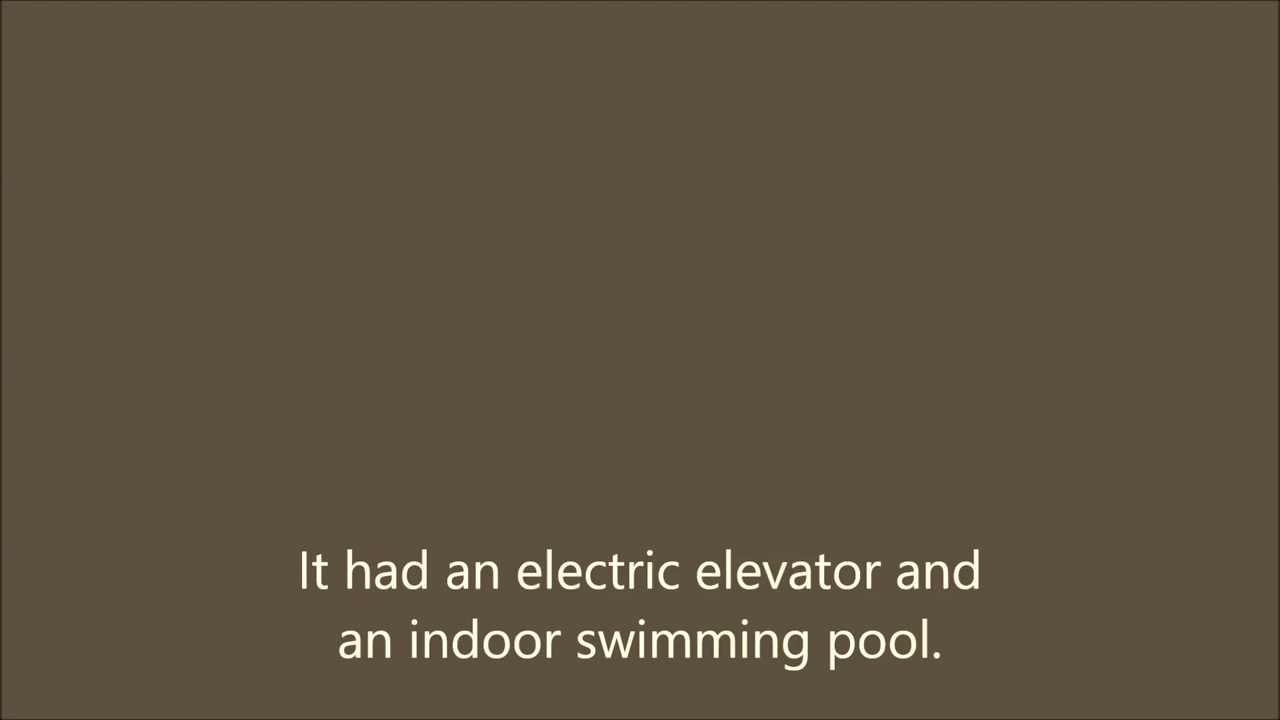 It had an electric elevator and
an indoor swimming pool.